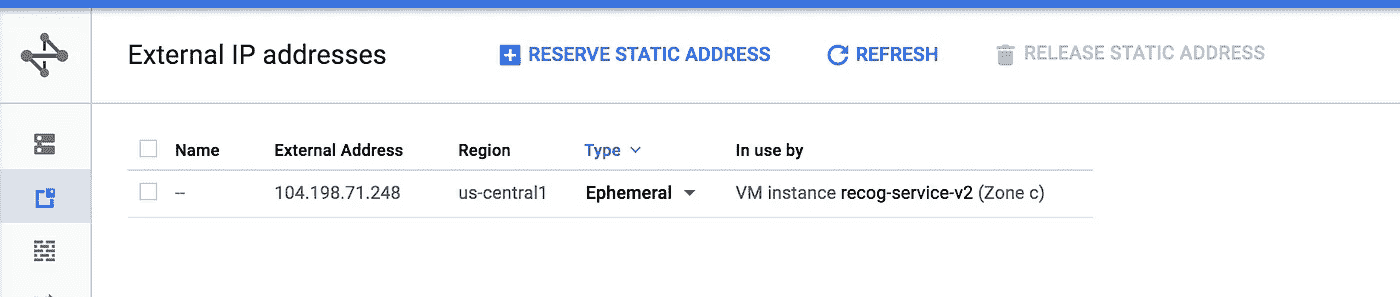 External IP addresses RESERVE STATIC ADDRESS REFRESH RELEASE STATIC ADDRESS
Name External Address Region Type In use by
-- 104.198.71.248 us-central1 Ephemeral VM instance recog-service-v2 (Zone c)